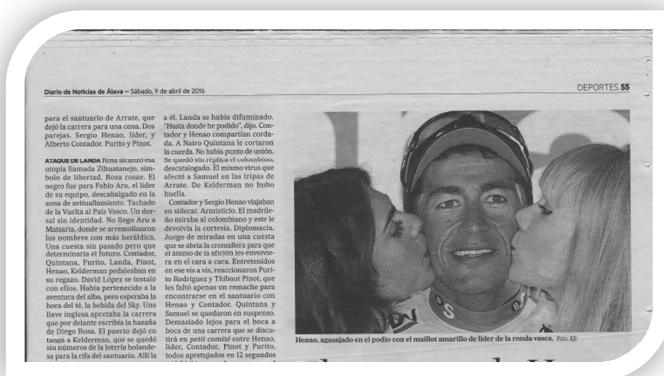 Diario de Noticias de Álava – Sábado, 9 de abril de 2016
DEPORTES 55
para el santuario de Arrate, que
dejó la carrera para una cena. Dos
parejas. Sergio Henao, líder, y
Alberto Contador. Purito y Pinot.
ATAQUE DE LANDA Rosa alcanzó esa
utopía llamada Zihuatanejo, sím-
bolo de libertad. Rosa rosae. El
negro fue para Fabio Aru, el líder
de su equipo, descabalgado en la
zona de avituallamiento. Tachado
de la Vuelta al País Vasco. Un dor-
sal sin identidad. No llegó Aru a
Matsaria, donde se arremolinaron
los nombres con más heráldica.
Una cuesta sin pasado pero que
determinaría el futuro. Contador,
Quintana, Purito, Landa, Pinot,
Henao, Kelderman pedaleaban en
su regazo. David López se instaló
con ellos. Había pertenecido a la
aventura del alba, pero esperaba la
hora del té, la bebida del Sky. Una
llave inglesa apretaba la carrera
que por delante escribía la hazaña
de Diego Rosa. El puerto dejó en
tanga a Kelderman, que se quedó
sin números de la lotería holande-
sa para la rifa del santuario. Allí la
a él. Landa se había difuminado.
"Hasta donde he podido", dijo. Con-
tador y Henao compartían corda-
da. A Nairo Quintana le cortaron
la cuerda. No había punto de unión.
Se quedó sin réplica el colombiano,
descatalogado. El mismo virus que
afectó a Samuel en las tripas de
Arrate. De Kelderman no hubo
huella.
Contador y Sergio Henao viajaban
en sidecar. Armisticio. El madrile-
ño miraba al colombiano y este le
devolvía la cortesía. Diplomacia.
Juego de miradas en una cuesta
que se abría la cremallera para que
el ánimo de la afición les envolvie-
ra en el cara a cara. Entretenidos
en ese vis a vis, reaccionaron Puri-
to Rodríguez y Thibaut Pinot, que
les faltó apenas un remache para
encontrarse en el santuario con
Henao y Contador. Quintana y
Samuel se quedaron en suspenso.
Demasiado lejos para el boca a
boca de una carrera que se discu-
tirá en petit comité entre Henao,
líder, Contador, Pinot y Purito,
todos apretujados en 12 segundos
Henao, agasajado en el podio con el maillot amarillo de líder de la ronda vasca. Foto: Efe